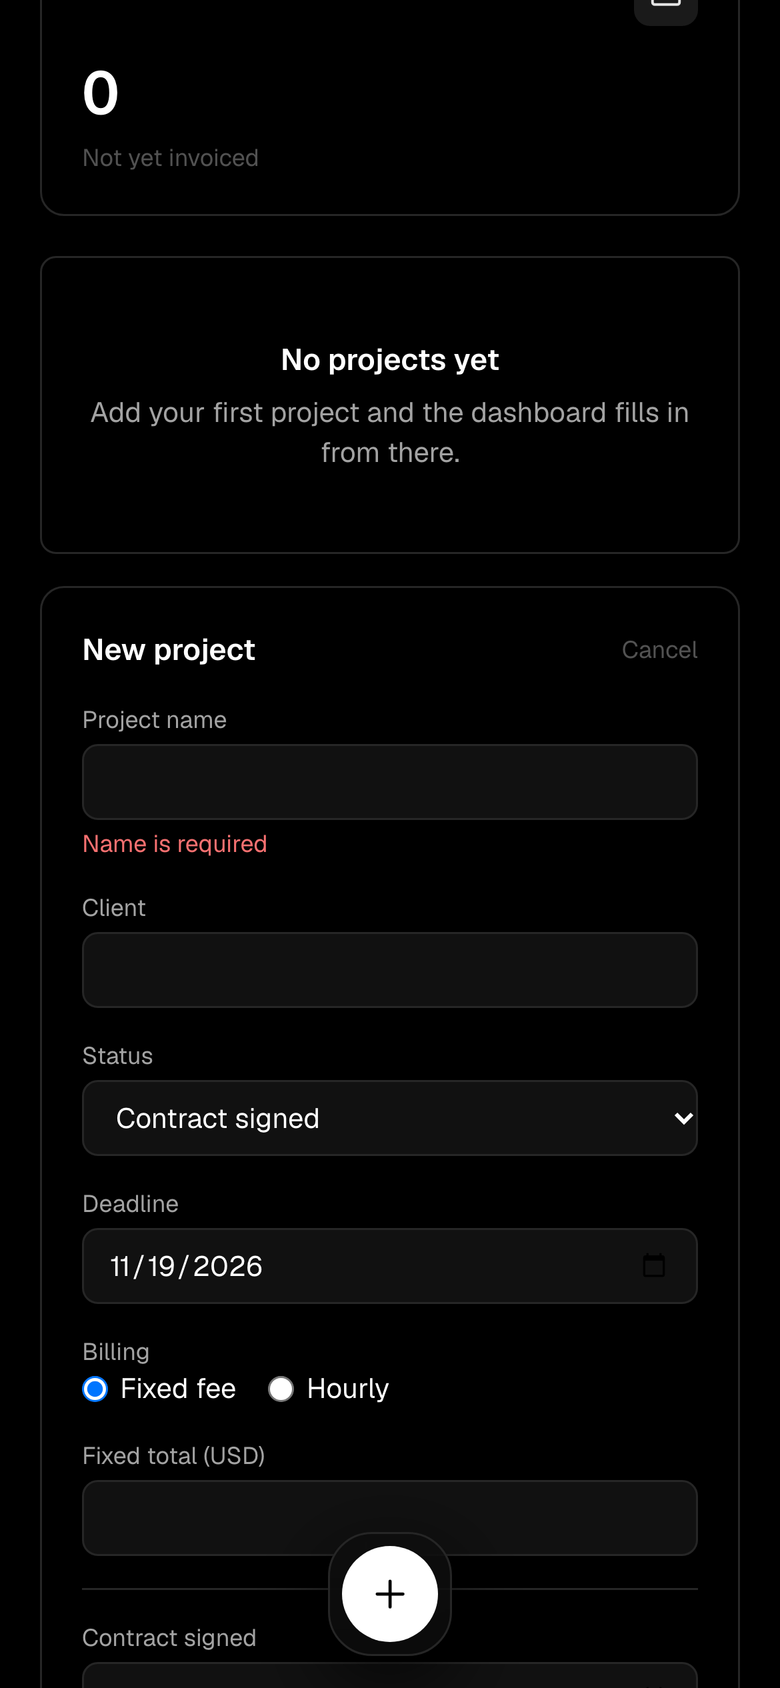 0
Not yet invoiced
No projects yet
Add your first project and the dashboard fills in
from there.
New project
Cancel
Project name
Name is required
Client
Status
Contract signed
Deadline
11/19/2026
Billing
Fixed fee
Hourly
Fixed total (USD)
Contract signed